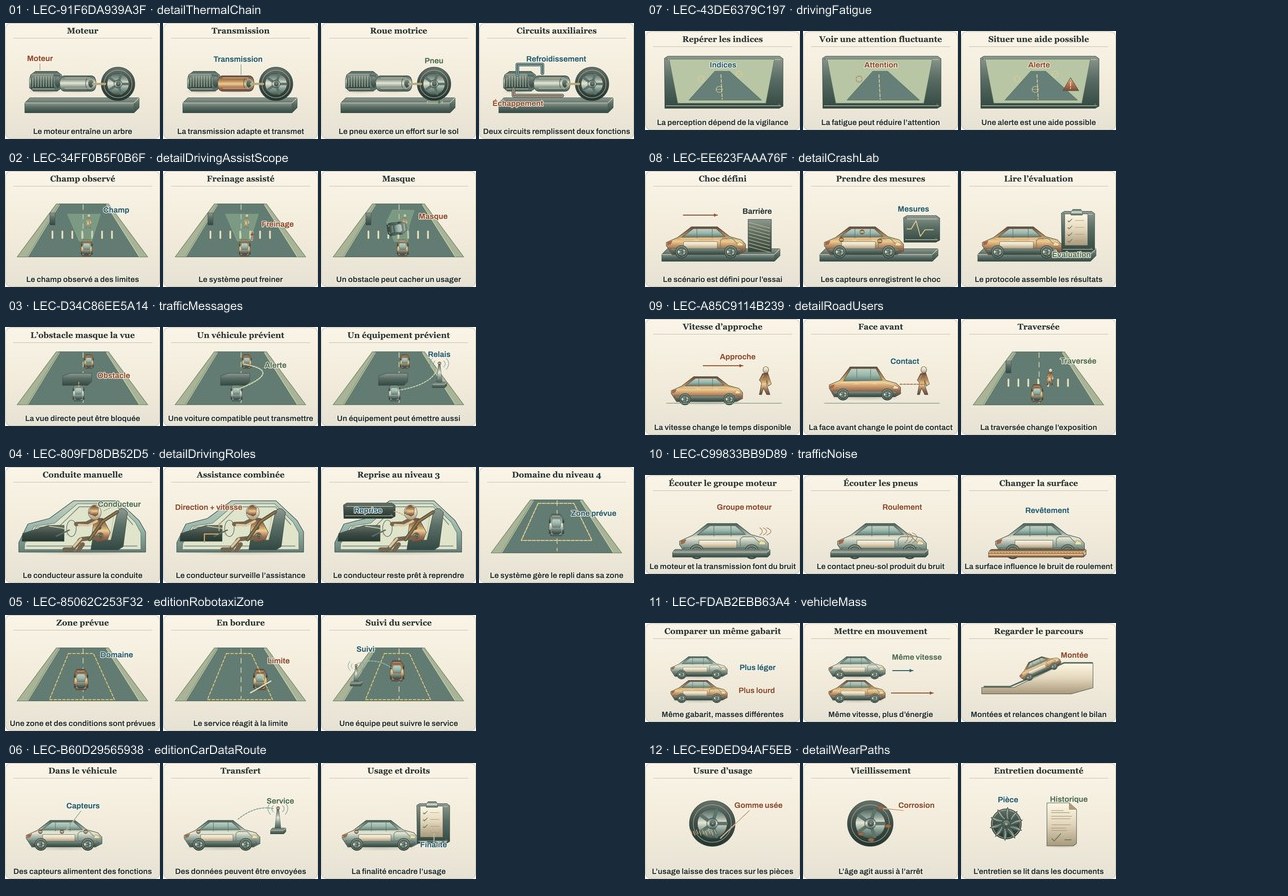 01 · LEC-91F6DA939A3F · detailThermalChain
Moteur
Moteur
Le moteur entraîne un arbre
Transmission
Transmission
La transmission adapte et transmet
Roue motrice
Pneu
Le pneu exerce un effort sur le sol
Circuits auxiliaires
Refroidissement
Échappement
Deux circuits remplissent deux fonctions
02 · LEC-34FF0B5F0B6F · detailDrivingAssistScope
Champ observé
Champ
Le champ observé a des limites
Freinage assisté
Freinage
Le système peut freiner
Masque
Masque
Un obstacle peut cacher un usager
03 · LEC-D34C86EE5A14 · trafficMessages
L'obstacle masque la vue
Obstacle
La vue directe peut être bloquée
Un véhicule prévient
Alerte
Une voiture compatible peut transmettre
Un équipement prévient
Relais
Un équipement peut émettre aussi
04 · LEC-809FD8DB52D5 · detailDrivingRoles
Conduite manuelle
Conducteur
Le conducteur assure la conduite
Assistance combinée
Direction + vitesse
Le conducteur surveille l'assistance
Reprise au niveau 3
Reprise
Le conducteur reste prêt à reprendre
Domaine du niveau 4
Zone prévue
Le système gère le repli dans sa zone
05 · LEC-85062C253F32 · editionRobotaxiZone
Zone prévue
Domaine
Une zone et des conditions sont prévues
En bordure
Limite
Le service réagit à la limite
Suivi du service
Suivi
Une équipe peut suivre le service
06 · LEC-B60D29565938 · editionCarDataRoute
Dans le véhicule
Capteurs
Des capteurs alimentent des fonctions
Transfert
Service
Des données peuvent être envoyées
Usage et droits
Finalité
La finalité encadre l'usage
07 · LEC-43DE6379C197 · drivingFatigue
Repérer les indices
Indices
La perception dépend de la vigilance
Voir une attention fluctuante
Attention
La fatigue peut réduire l'attention
Situer une aide possible
Alerte
Une alerte est une aide possible
08 · LEC-EE623FAAA76F · detailCrashLab
Choc défini
Barrière
Le scénario est défini pour l'essai
Prendre des mesures
Mesures
Les capteurs enregistrent le choc
Lire l'évaluation
Évaluation
Le protocole assemble les résultats
09 · LEC-A85C9114B239 · detailRoadUsers
Vitesse d'approche
Approche
La vitesse change le temps disponible
Face avant
Contact
La face avant change le point de contact
Traversée
Traversée
La traversée change l'exposition
10 · LEC-C99833BB9D89 · trafficNoise
Écouter le groupe moteur
Groupe moteur
Le moteur et la transmission font du bruit
Écouter les pneus
Roulement
Le contact pneu-sol produit du bruit
Changer la surface
Revêtement
La surface influence le bruit de roulement
11 · LEC-FDAB2EBB63A4 · vehicleMass
Comparer un même gabarit
Plus léger
Plus lourd
Même gabarit, masses différentes
Mettre en mouvement
Même vitesse
Même vitesse, plus d'énergie
Regarder le parcours
Montée
Montées et relances changent le bilan
12 · LEC-E9DED94AF5EB · detailWearPaths
Usure d'usage
Gomme usée
L'usage laisse des traces sur les pièces
Vieillissement
Corrosion
L'âge agit aussi à l'arrêt
Entretien documenté
Pièce
Historique
L'entretien se lit dans les documents